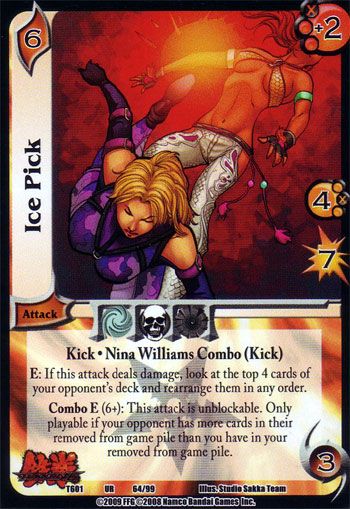 6
+2
Ice Pick
4
7
Attack
Kick • Nina Williams Combo (Kick)
E: If this attack deals damage, look at the top 4 cards of
your opponent's deck and rearrange them in any order.
Combo E (6+): This attack is unblockable. Only
playable if your opponent has more cards in their
removed from game pile than you have in your
removed from game pile.
3
T601 UR 64/99 Illus. Studio Sakka Team
©2009 FFG ©2008 Namco Bandai Games Inc.